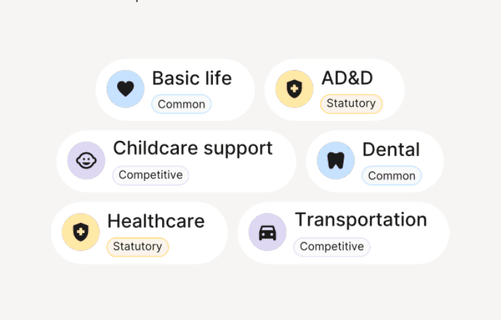 Basic life
Common
AD&D
Statutory
Childcare support
Competitive
Dental
Common
Healthcare
Statutory
Transportation
Competitive